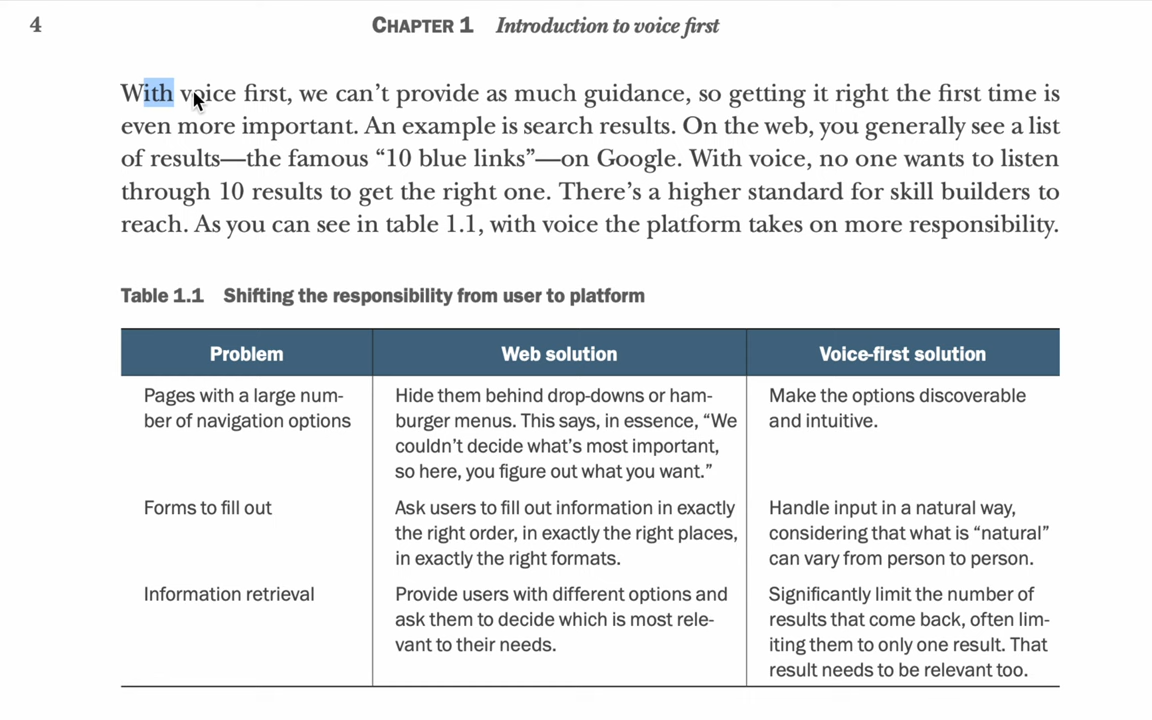 4 CHAPTER 1 Introduction to voice first
With voice first, we can’t provide as much guidance, so getting it right the first time is
even more important. An example is search results. On the web, you generally see a list
of results—the famous “10 blue links”—on Google. With voice, no one wants to listen
through 10 results to get the right one. There’s a higher standard for skill builders to
reach. As you can see in table 1.1, with voice the platform takes on more responsibility.
Table 1.1 Shifting the responsibility from user to platform
Problem
Web solution
Voice-first solution
Pages with a large num-
ber of navigation options
Hide them behind drop-downs or ham-
burger menus. This says, in essence, “We
couldn’t decide what’s most important,
so here, you figure out what you want.”
Make the options discoverable
and intuitive.
Forms to fill out
Ask users to fill out information in exactly
the right order, in exactly the right places,
in exactly the right formats.
Handle input in a natural way,
considering that what is “natural”
can vary from person to person.
Information retrieval
Provide users with different options and
ask them to decide which is most rele-
vant to their needs.
Significantly limit the number of
results that come back, often lim-
iting them to only one result. That
result needs to be relevant too.